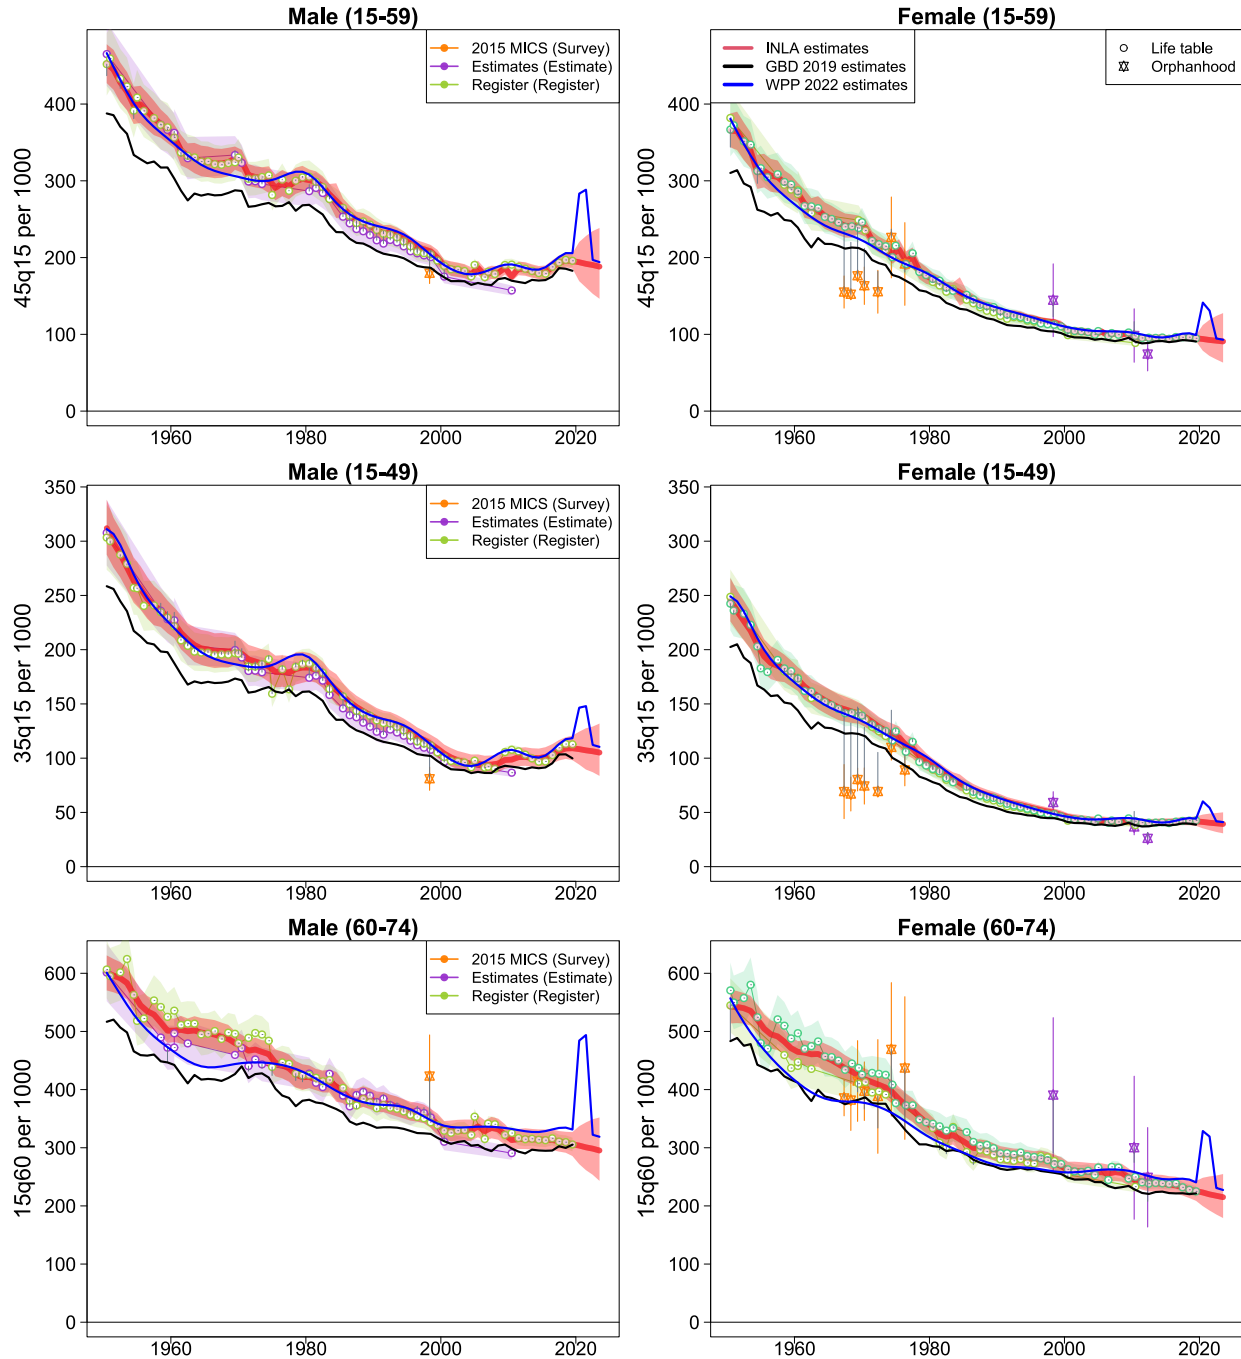 Male (15-59)
45q15 per 1000
0
100
200
300
400
1960
1980
2000
2020
2015 MICS (Survey)
Estimates (Estimate)
Register (Register)
Female (15-59)
45q15 per 1000
0
100
200
300
400
1960
1980
2000
2020
INLA estimates
GBD 2019 estimates
WPP 2022 estimates
Life table
Orphanhood
Male (15-49)
35q15 per 1000
0
50
100
150
200
250
300
350
1960
1980
2000
2020
2015 MICS (Survey)
Estimates (Estimate)
Register (Register)
Female (15-49)
35q15 per 1000
0
50
100
150
200
250
300
350
1960
1980
2000
2020
Male (60-74)
15q60 per 1000
0
100
200
300
400
500
600
1960
1980
2000
2020
2015 MICS (Survey)
Estimates (Estimate)
Register (Register)
Female (60-74)
15q60 per 1000
0
100
200
300
400
500
600
1960
1980
2000
2020